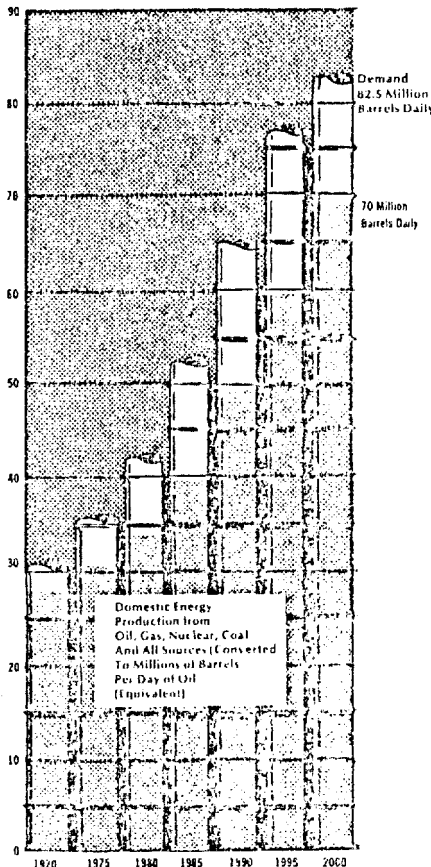 90
80
70
60
50
40
30
20
10
0
Demand
82.5 Million
Barrels Daily
70 Million
Barrels Daily
Domestic Energy
Production from
Oil, Gas, Nuclear, Coal
And All Sources (Converted
To Millions of Barrels
Per Day of Oil
(Equivalent)
1970 1975 1980 1985 1990 1995 2000